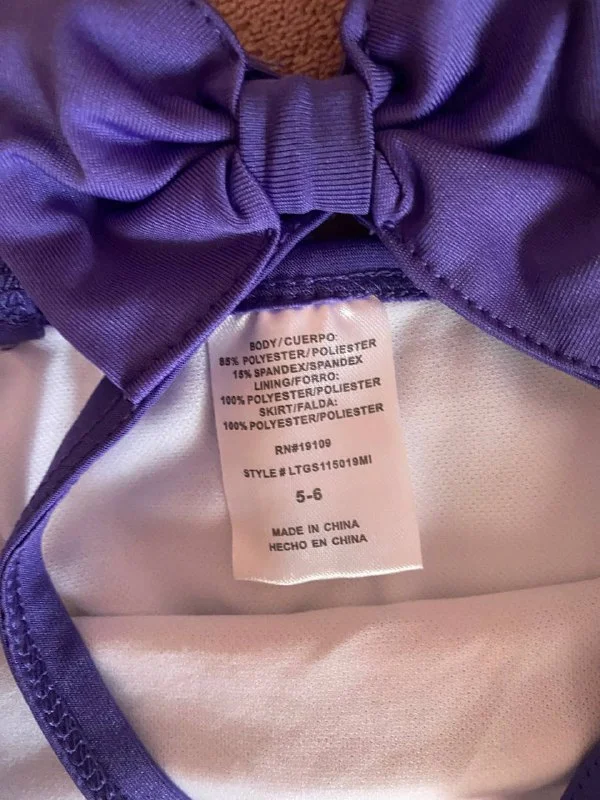 BODY/CUERPO:
85% POLYESTER/POLIESTER
15% SPANDEX/SPANDEX
LINING/FORRO:
100% POLYESTER/POLIESTER
SKIRT/FALDA:
100% POLYESTER/POLIESTER
RN#19109
STYLE # LTGS115019MI
5-6
MADE IN CHINA
HECHO EN CHINA